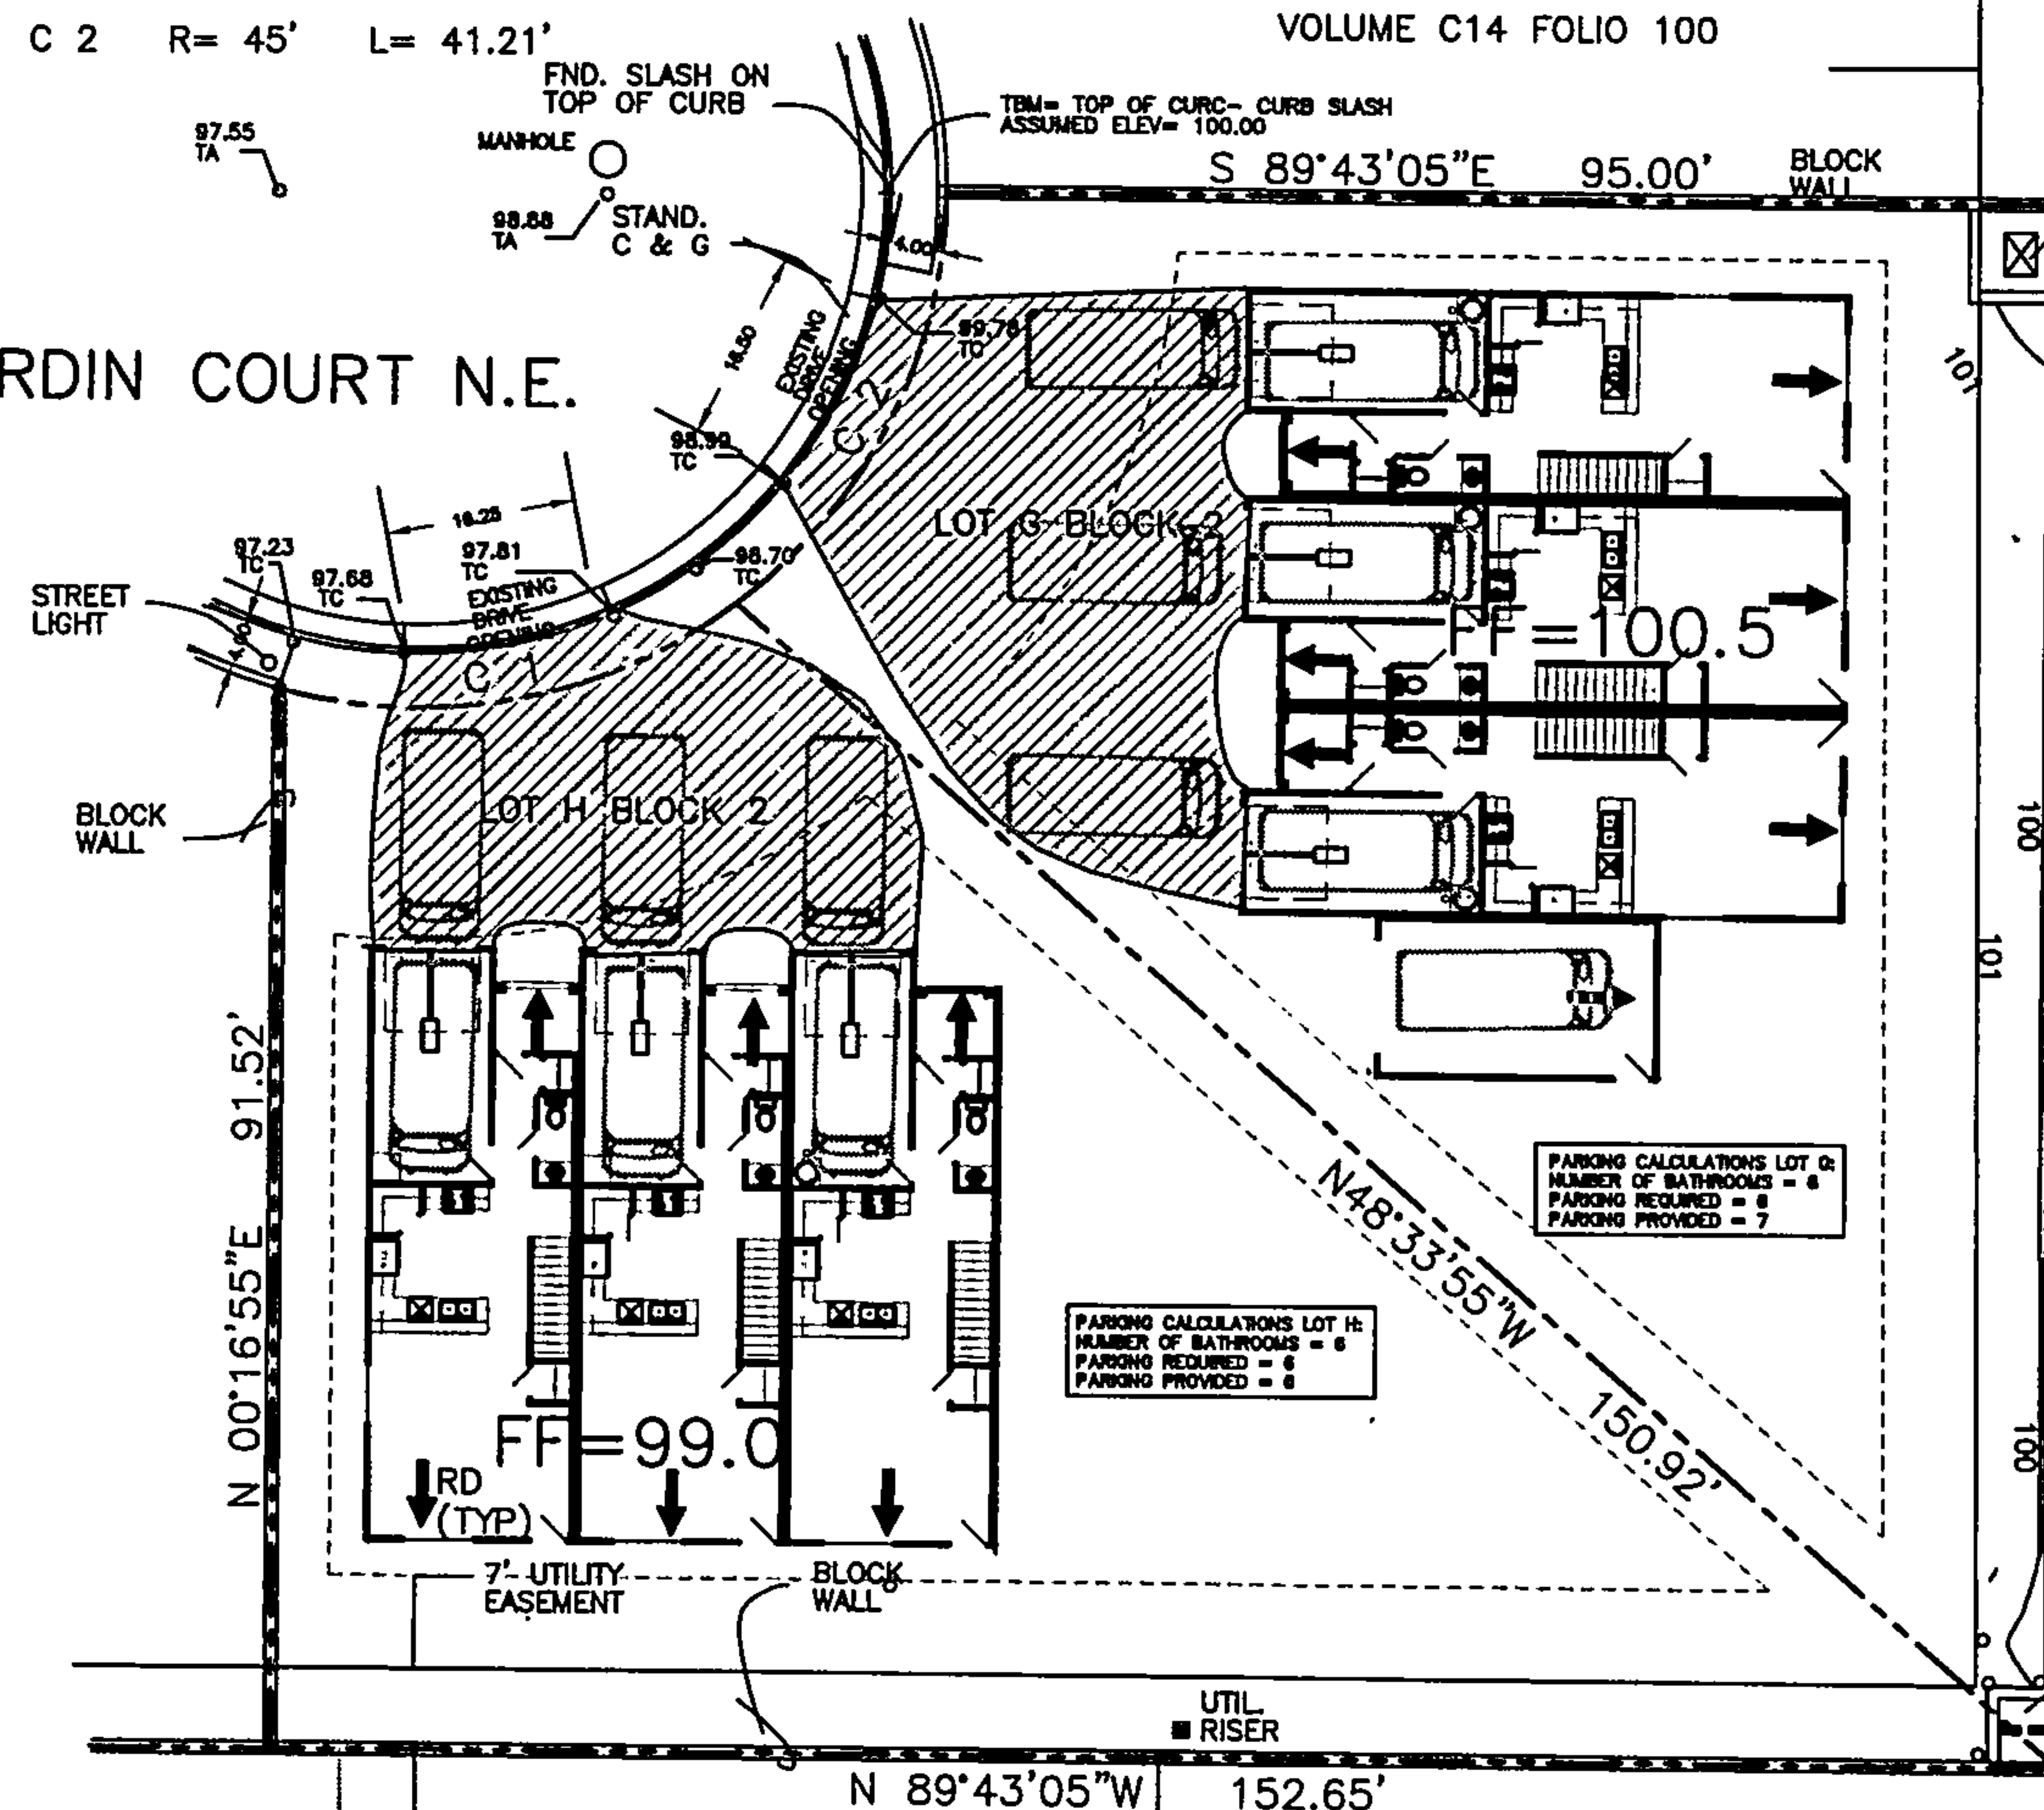 C 2 R= 45' L= 41.21'
VOLUME C14 FOLIO 100
FND. SLASH ON
TOP OF CURB
TBM= TOP OF CURC- CURB SLASH
ASSUMED ELEV= 100.00
97.55
TA
MANHOLE
S 89°43'05"E 95.00'
BLOCK
WALL
98.68
TA
STAND.
C & G
4.00
16.50
EXISTING
DRIVE
OPENING
C 2
99.78
TC
RDIN COURT N.E.
101
TC
16.25
LOT G BLOCK 2
97.23
TC
97.81
TC
98.70
TC
97.68
TC
EXISTING
DRIVE
OPENING
STREET
LIGHT
C 1
FF=100.5
LOT H BLOCK 2
BLOCK
WALL
100
101
N 00°16'55"E 91.52'
PARKING CALCULATIONS LOT G:
NUMBER OF BATHROOMS = 6
PARKING REQUIRED = 6
PARKING PROVIDED = 7
N48°33'55"W 150.92'
PARKING CALCULATIONS LOT H:
NUMBER OF BATHROOMS = 6
PARKING REQUIRED = 6
PARKING PROVIDED = 6
FF=99.0
100
RD
(TYP)
7' UTILITY
EASEMENT
BLOCK
WALL
UTIL.
RISER
N 89°43'05"W 152.65'